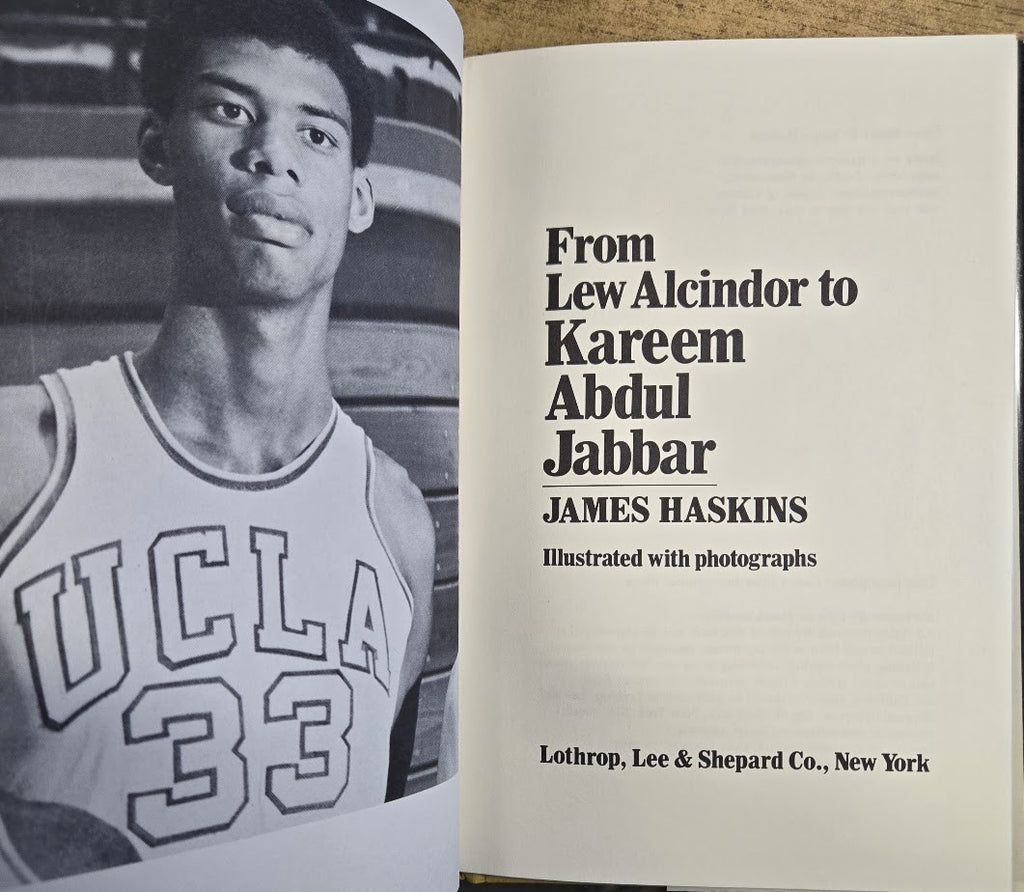 UCLA
33
From
Lew Alcindor to
Kareem
Abdul
Jabbar
JAMES HASKINS
Illustrated with photographs
Lothrop, Lee & Shepard Co., New York